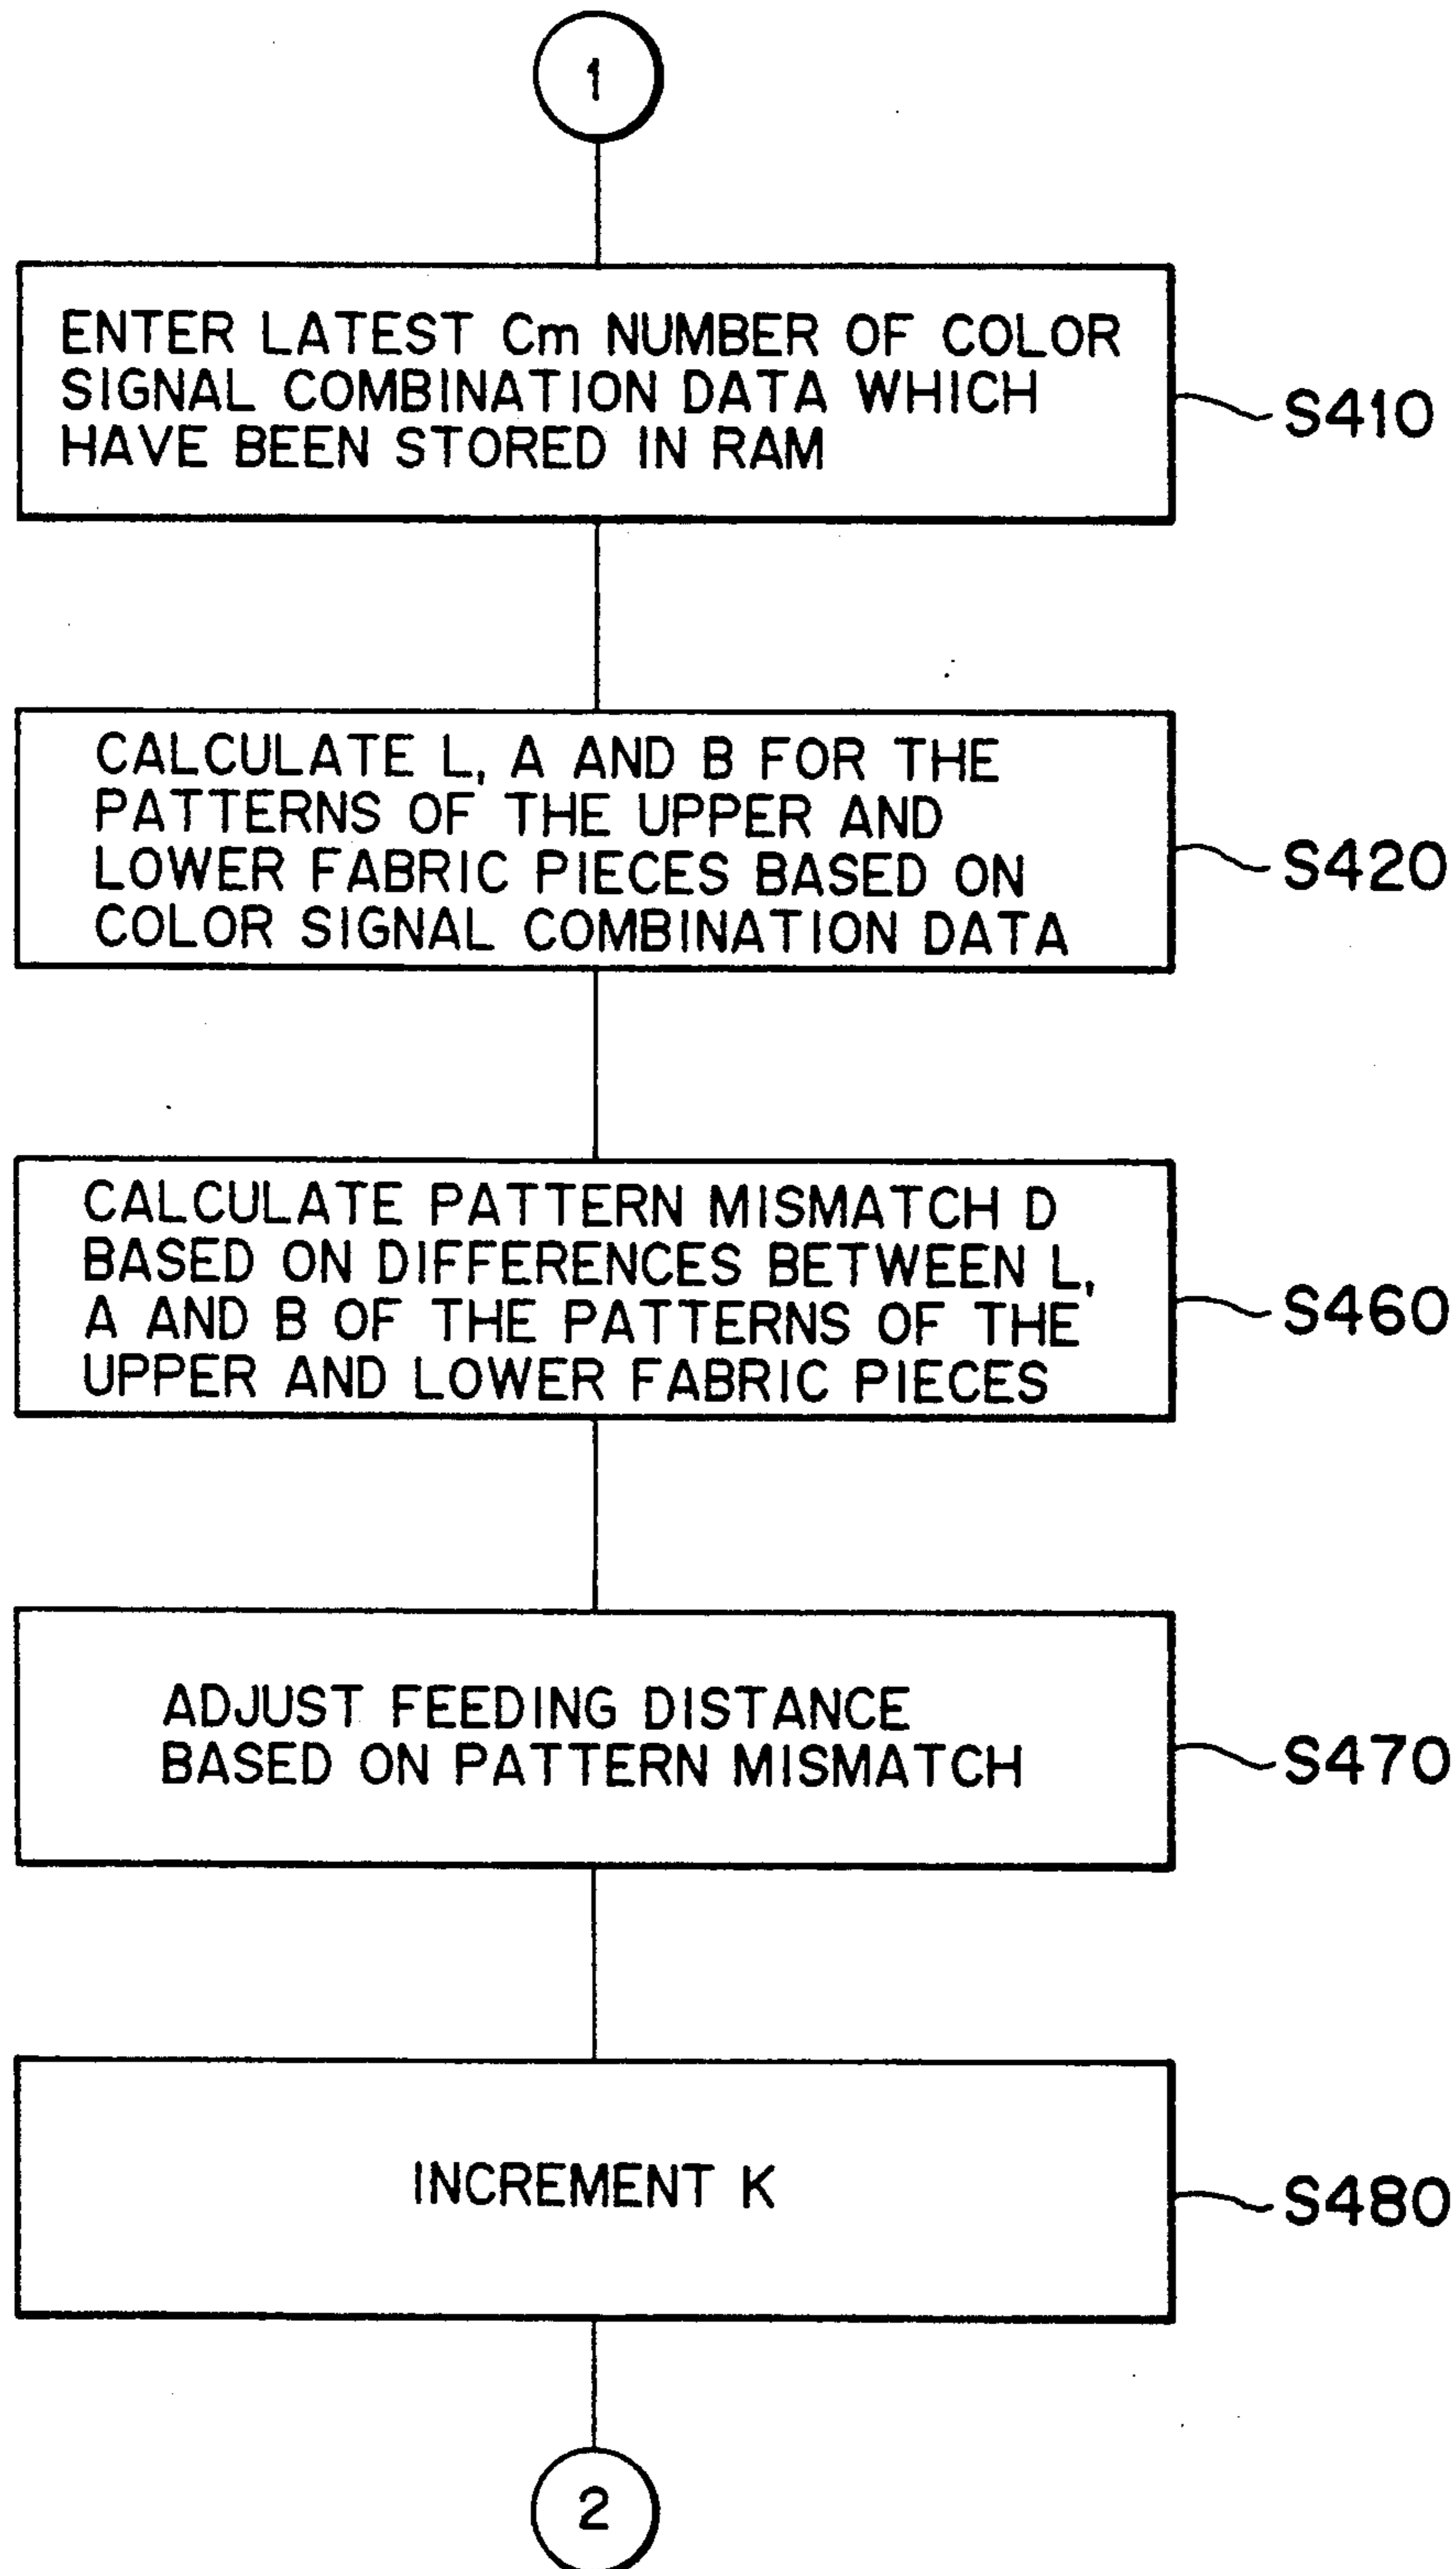 1
ENTER LATEST Cm NUMBER OF COLOR
SIGNAL COMBINATION DATA WHICH
HAVE BEEN STORED IN RAM
S410
CALCULATE L, A AND B FOR THE
PATTERNS OF THE UPPER AND
LOWER FABRIC PIECES BASED ON
COLOR SIGNAL COMBINATION DATA
S420
CALCULATE PATTERN MISMATCH D
BASED ON DIFFERENCES BETWEEN L,
A AND B OF THE PATTERNS OF THE
UPPER AND LOWER FABRIC PIECES
S460
ADJUST FEEDING DISTANCE
BASED ON PATTERN MISMATCH
S470
INCREMENT K
S480
2